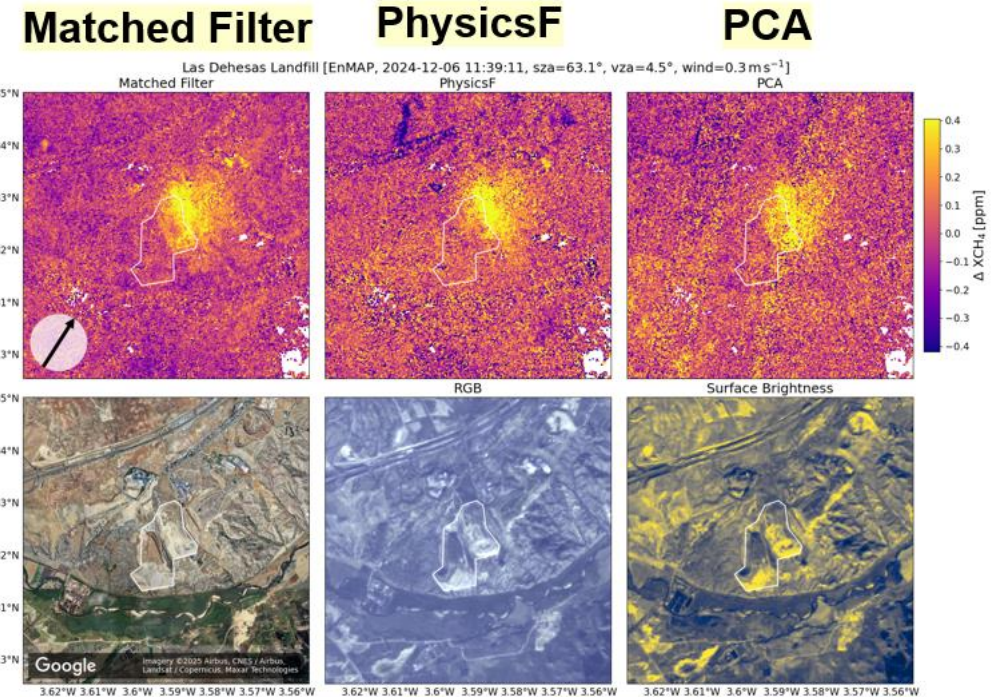 Matched Filter PhysicsF PCA
Las Dehesas Landfill [EnMAP, 2024-12-06 11:39:11, sza=63.1°, vza=4.5°, wind=0.3 m s⁻¹]
Matched Filter PhysicsF PCA
5°N
4°N
3°N
2°N
1°N
3°N
0.4
0.3
0.2
0.1
0.0
−0.1
−0.2
−0.3
−0.4
Δ XCH₄ [ppm]
RGB Surface Brightness
5°N
4°N
3°N
2°N
1°N
3°N
Google
Imagery ©2025 Airbus, CNES / Airbus,
Landsat / Copernicus, Maxar Technologies
3.62°W 3.61°W 3.6°W 3.59°W 3.58°W 3.57°W 3.56°W 3.62°W 3.61°W 3.6°W 3.59°W 3.58°W 3.57°W 3.56°W 3.62°W 3.61°W 3.6°W 3.59°W 3.58°W 3.57°W 3.56°W